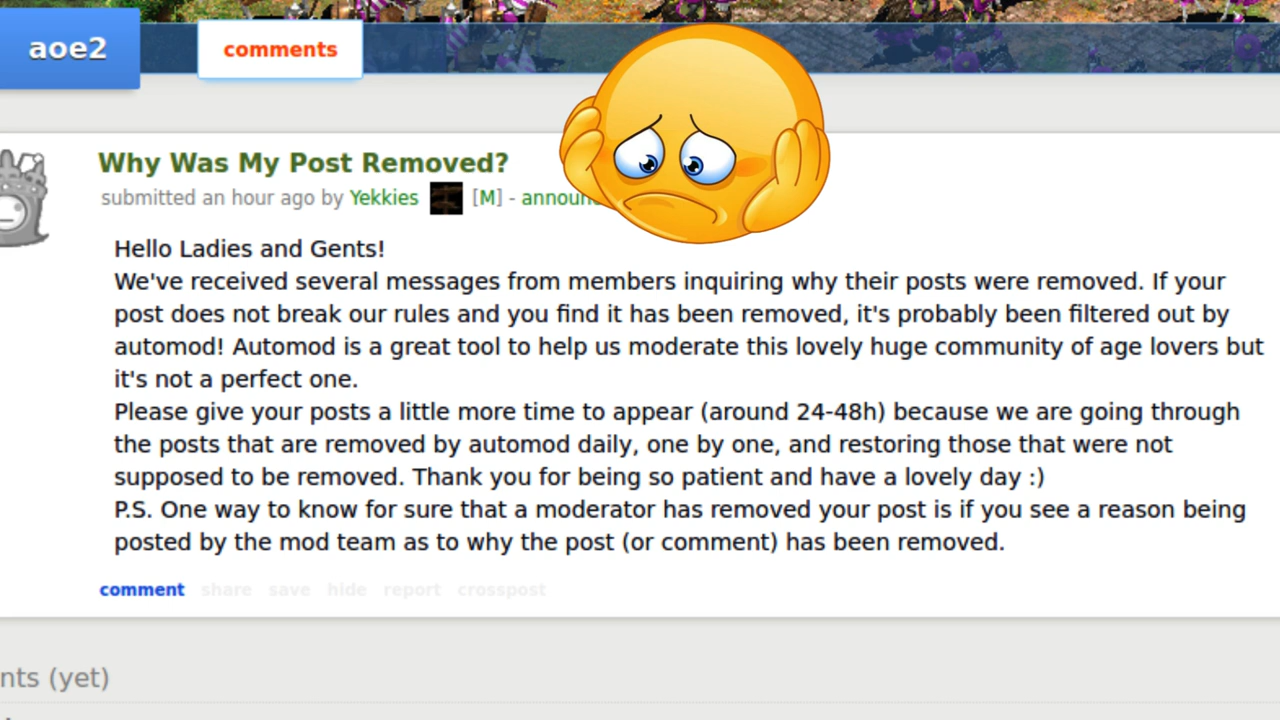 aoe2
comments
Why Was My Post Removed?
submitted an hour ago by Yekkies [M] -
Hello Ladies and Gents!
We've received several messages from members inquiring why their posts were removed. If your
post does not break our rules and you find it has been removed, it's probably been filtered out by
automod! Automod is a great tool to help us moderate this lovely huge community of age lovers but
it's not a perfect one.
Please give your posts a little more time to appear (around 24-48h) because we are going through
the posts that are removed by automod daily, one by one, and restoring those that were not
supposed to be removed. Thank you for being so patient and have a lovely day :)
P.S. One way to know for sure that a moderator has removed your post is if you see a reason being
posted by the mod team as to why the post (or comment) has been removed.
comment share save hide report crosspost
(yet)